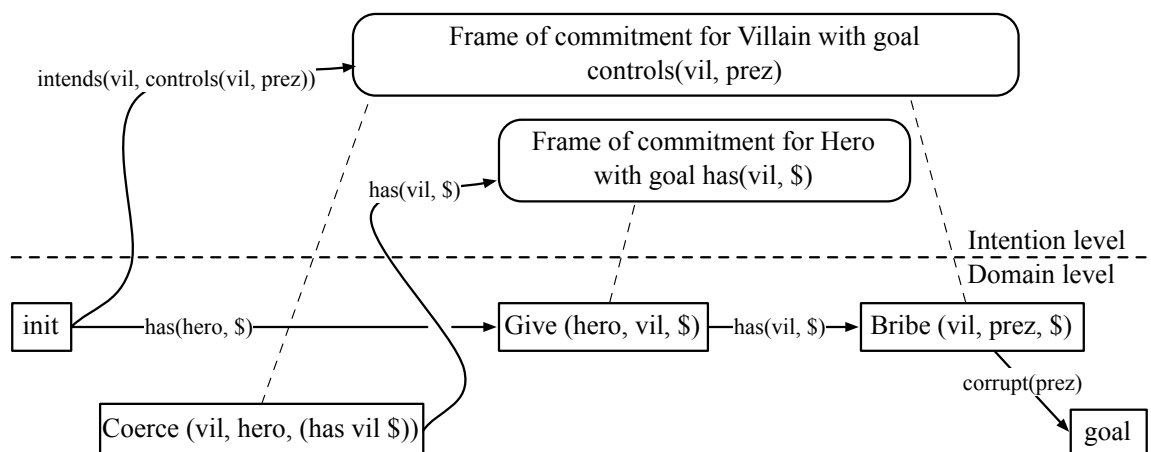 Frame of commitment for Villain with goal
controls(vil, prez)
intends(vil, controls(vil, prez))
Frame of commitment for Hero
with goal has(vil, $)
has(vil, $)
Intention level
Domain level
init
has(hero, $)
Give (hero, vil, $)
has(vil, $)
Bribe (vil, prez, $)
corrupt(prez)
Coerce (vil, hero, (has vil $))
goal